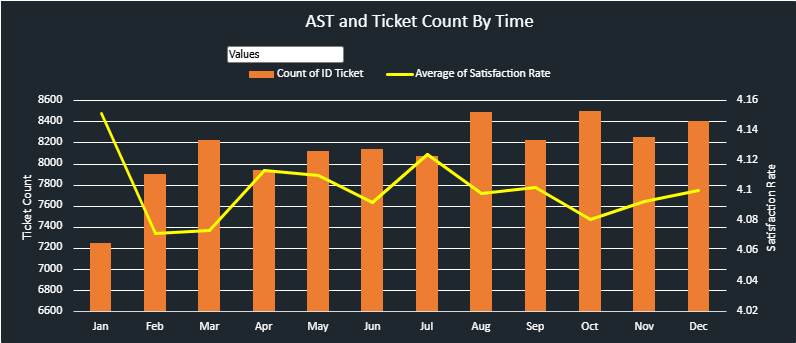 AST and Ticket Count By Time
Values
Count of ID Ticket Average of Satisfaction Rate
8600 4.16
8400 4.14
8200 4.12
8000 4.1
7800 4.08
7600 4.06
7400 4.04
7200 4.02
7000
6800
6600
Ticket Count
Satisfaction Rate
Jan Feb Mar Apr May Jun Jul Aug Sep Oct Nov Dec